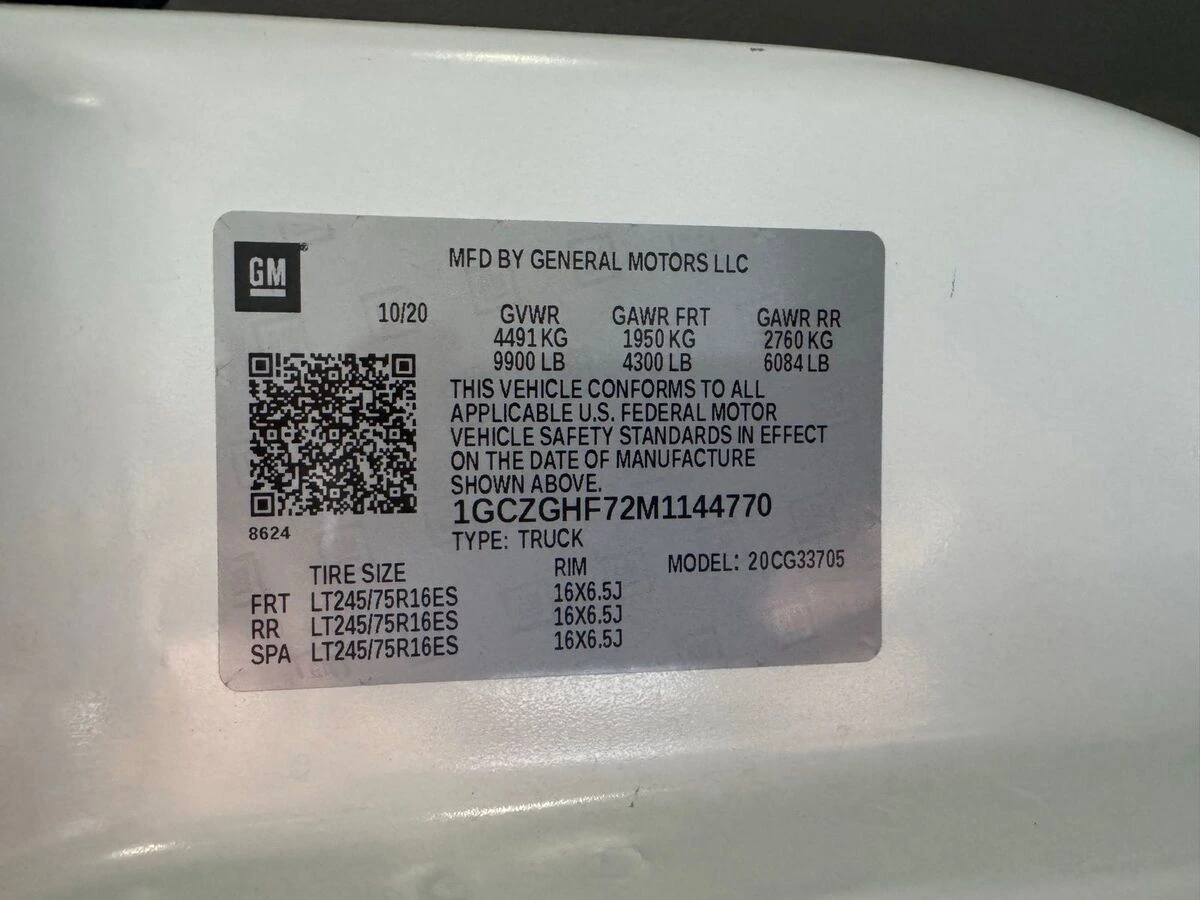 GM
MFD BY GENERAL MOTORS LLC
10/20 GVWR GAWR FRT GAWR RR
4491 KG 1950 KG 2760 KG
9900 LB 4300 LB 6084 LB
THIS VEHICLE CONFORMS TO ALL
APPLICABLE U.S. FEDERAL MOTOR
VEHICLE SAFETY STANDARDS IN EFFECT
ON THE DATE OF MANUFACTURE
SHOWN ABOVE.
1GCZGHF72M1144770
8624
TYPE: TRUCK
TIRE SIZE RIM MODEL: 20CG33705
FRT LT245/75R16ES 16X6.5J
RR LT245/75R16ES 16X6.5J
SPA LT245/75R16ES 16X6.5J